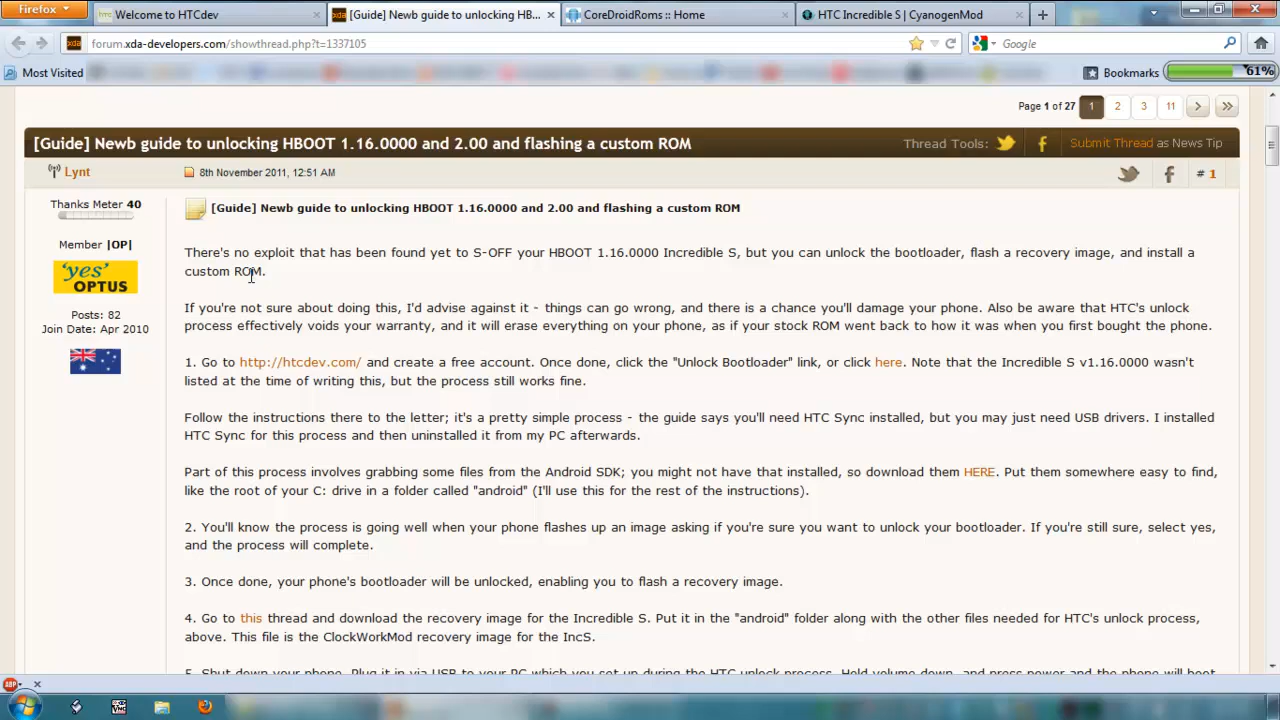 Firefox
Welcome to HTCdev
[Guide] Newb guide to unlocking HB...
CoreDroidRoms :: Home
HTC Incredible S | CyanogenMod
forum.xda-developers.com/showthread.php?t=1337105
Google
Most Visited
Bookmarks
61%
Page 1 of 27 1 2 3 11 > >>
[Guide] Newb guide to unlocking HBOOT 1.16.0000 and 2.00 and flashing a custom ROM
Thread Tools:
Submit Thread as News Tip
Lynt
8th November 2011, 12:51 AM
# 1
Thanks Meter 40
Member |OP|
'yes'
OPTUS
Posts: 82
Join Date: Apr 2010
[Guide] Newb guide to unlocking HBOOT 1.16.0000 and 2.00 and flashing a custom ROM
There's no exploit that has been found yet to S-OFF your HBOOT 1.16.0000 Incredible S, but you can unlock the bootloader, flash a recovery image, and install a
custom ROM.
If you're not sure about doing this, I'd advise against it - things can go wrong, and there is a chance you'll damage your phone. Also be aware that HTC's unlock
process effectively voids your warranty, and it will erase everything on your phone, as if your stock ROM went back to how it was when you first bought the phone.
1. Go to http://htcdev.com/ and create a free account. Once done, click the "Unlock Bootloader" link, or click here. Note that the Incredible S v1.16.0000 wasn't
listed at the time of writing this, but the process still works fine.
Follow the instructions there to the letter; it's a pretty simple process - the guide says you'll need HTC Sync installed, but you may just need USB drivers. I installed
HTC Sync for this process and then uninstalled it from my PC afterwards.
Part of this process involves grabbing some files from the Android SDK; you might not have that installed, so download them HERE. Put them somewhere easy to find,
like the root of your C: drive in a folder called "android" (I'll use this for the rest of the instructions).
2. You'll know the process is going well when your phone flashes up an image asking if you're sure you want to unlock your bootloader. If you're still sure, select yes,
and the process will complete.
3. Once done, your phone's bootloader will be unlocked, enabling you to flash a recovery image.
4. Go to this thread and download the recovery image for the Incredible S. Put it in the "android" folder along with the other files needed for HTC's unlock process,
above. This file is the ClockWorkMod recovery image for the IncS.
5. Shut down your phone. Plug it in via USB to your PC which you set up during the HTC unlock process. Hold volume down, and press power and the phone will boot